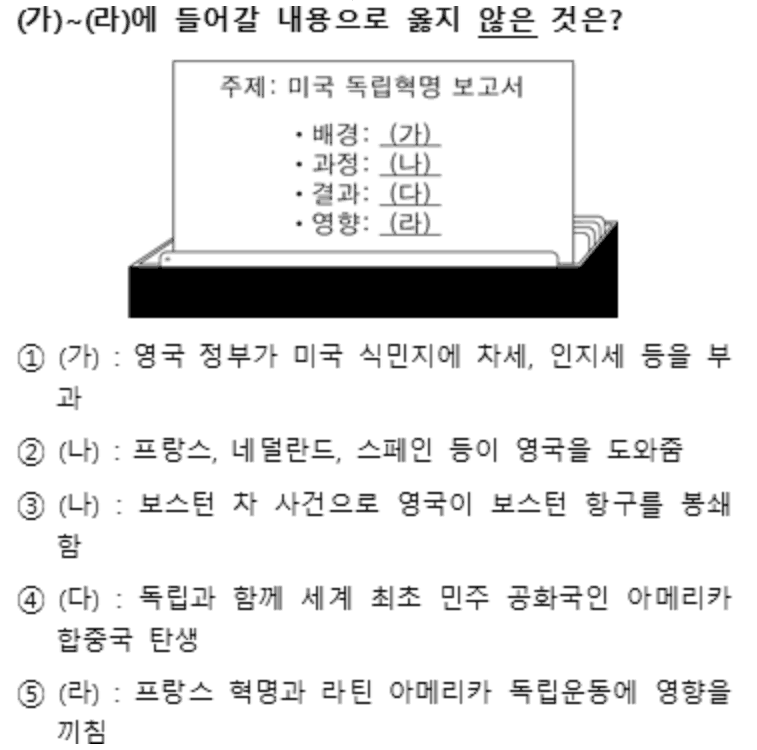 (가)~(라)에 들어갈 내용으로 옳지 않은 것은?
주제: 미국 독립혁명 보고서
• 배경: (가)
• 과정: (나)
• 결과: (다)
• 영향: (라)
① (가) : 영국 정부가 미국 식민지에 차세, 인지세 등을 부
과
② (나) : 프랑스, 네덜란드, 스페인 등이 영국을 도와줌
③ (나) : 보스턴 차 사건으로 영국이 보스턴 항구를 봉쇄
함
④ (다) : 독립과 함께 세계 최초 민주 공화국인 아메리카
합중국 탄생
⑤ (라) : 프랑스 혁명과 라틴 아메리카 독립운동에 영향을
끼침